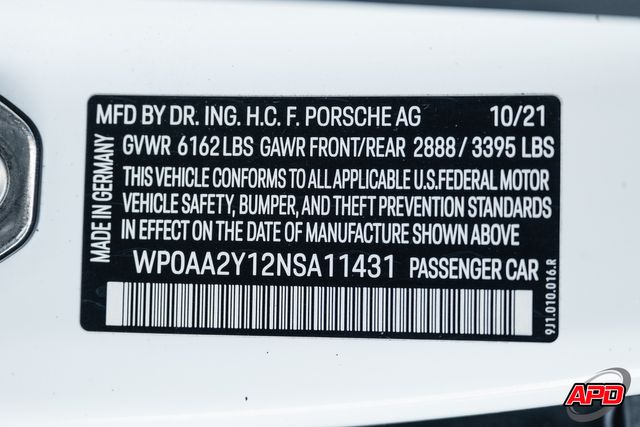 MFD BY DR. ING. H.C. F. PORSCHE AG 10/21
GVWR 6162 LBS GAWR FRONT/REAR 2888 / 3395 LBS
THIS VEHICLE CONFORMS TO ALL APPLICABLE U.S.FEDERAL MOTOR
VEHICLE SAFETY, BUMPER, AND THEFT PREVENTION STANDARDS
IN EFFECT ON THE DATE OF MANUFACTURE SHOWN ABOVE
WP0AA2Y12NSA11431 PASSENGER CAR
MADE IN GERMANY
9J1.010.016.R
APD